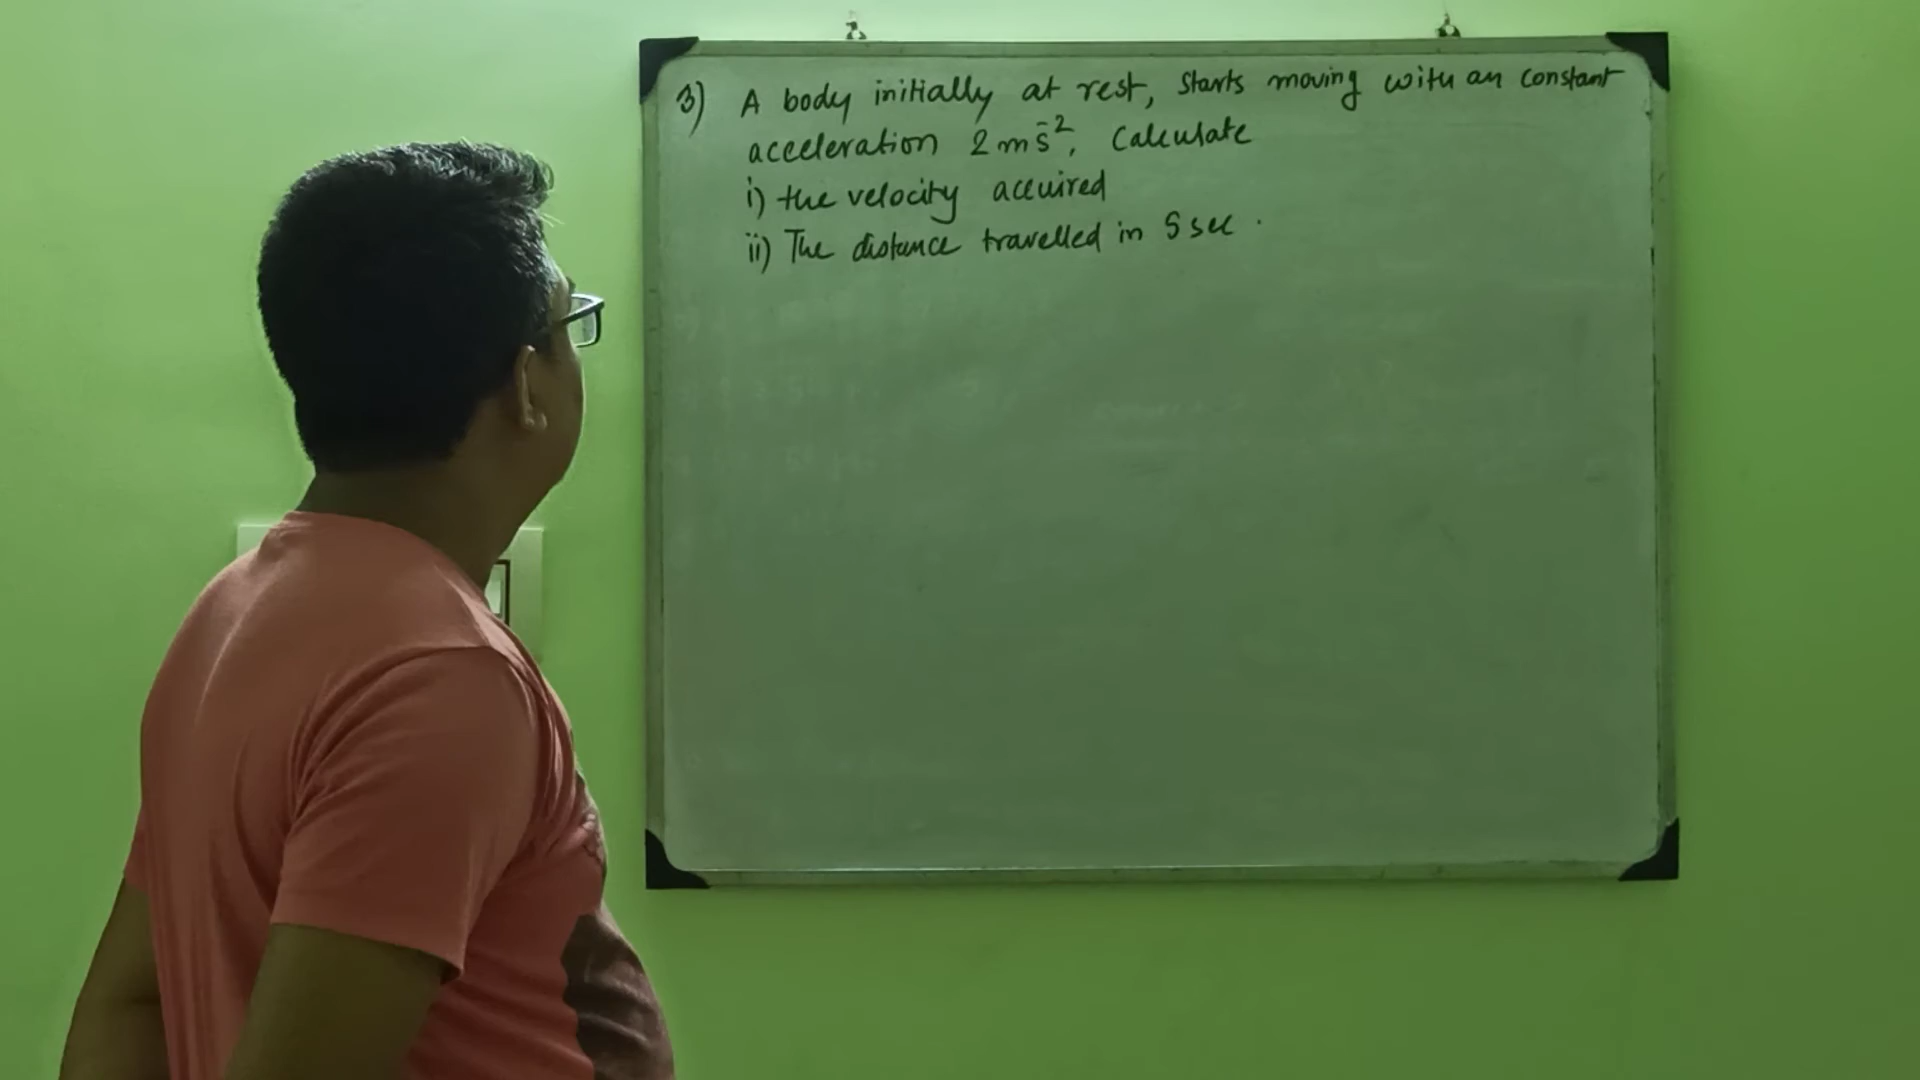 3) A body initially at rest, starts moving with an constant
acceleration 2 m s⁻², Calculate
i) the velocity accuired
ii) The distance travelled in 5 sec.